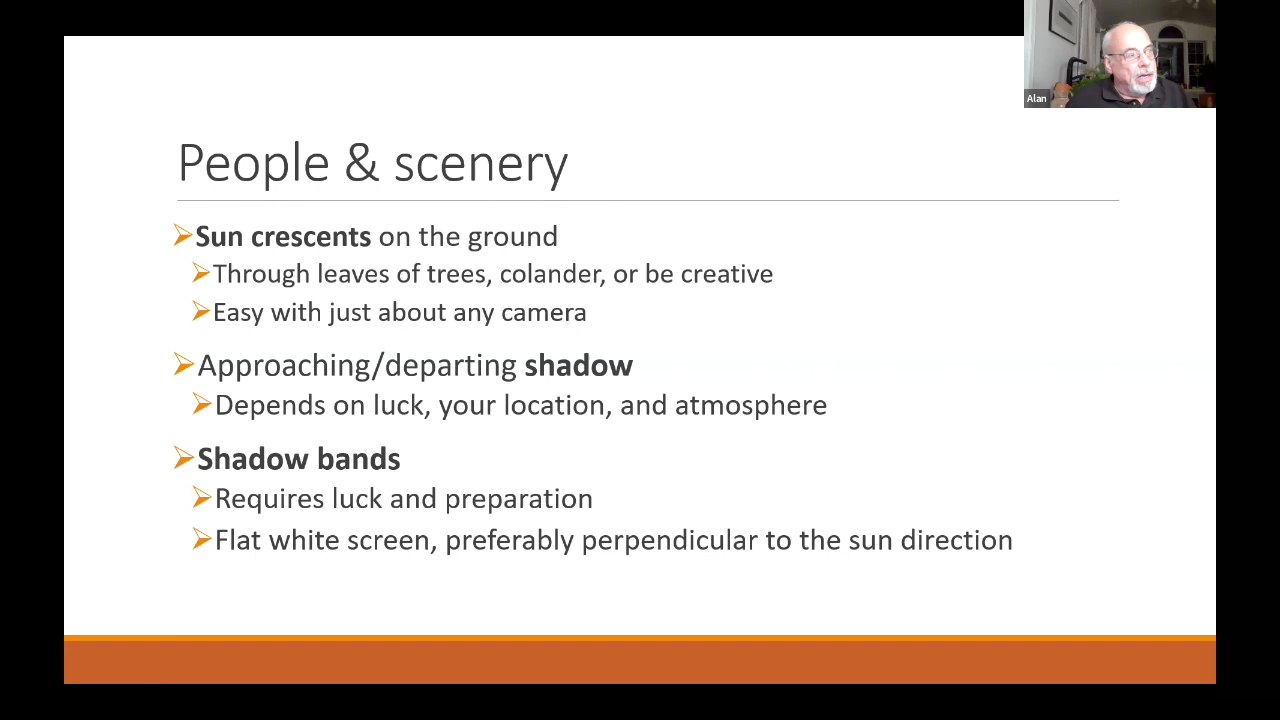 Alan
People & scenery
Sun crescents on the ground
Through leaves of trees, colander, or be creative
Easy with just about any camera
Approaching/departing shadow
Depends on luck, your location, and atmosphere
Shadow bands
Requires luck and preparation
Flat white screen, preferably perpendicular to the sun direction